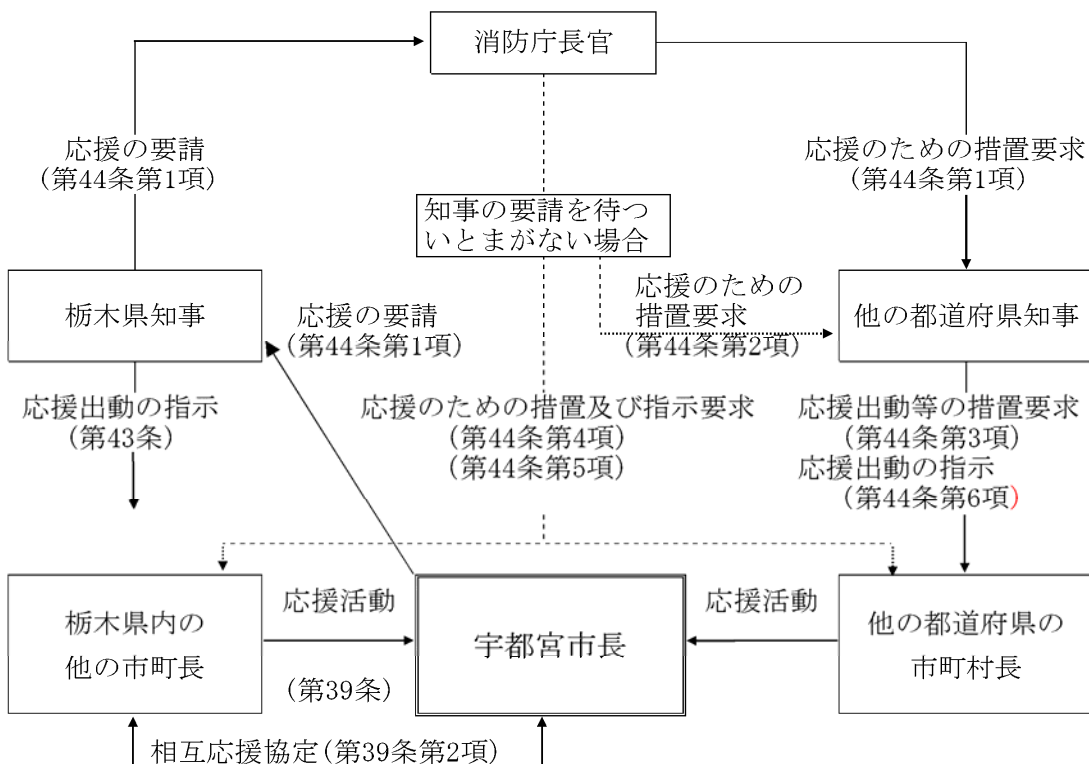 消防庁長官
応援の要請
(第44条第1項)
応援のための措置要求
(第44条第1項)
知事の要請を待つ
いとまがない場合
栃木県知事
応援の要請
(第44条第1項)
応援のための
措置要求
(第44条第2項)
他の都道府県知事
応援出動の指示
(第43条)
応援のための措置及び指示要求
(第44条第4項)
(第44条第5項)
応援出動等の措置要求
(第44条第3項)
応援出動の指示
(第44条第6項)
栃木県内の
他の市町長
応援活動
(第39条)
宇都宮市長
応援活動
他の都道府県の
市町村長
相互応援協定(第39条第2項)